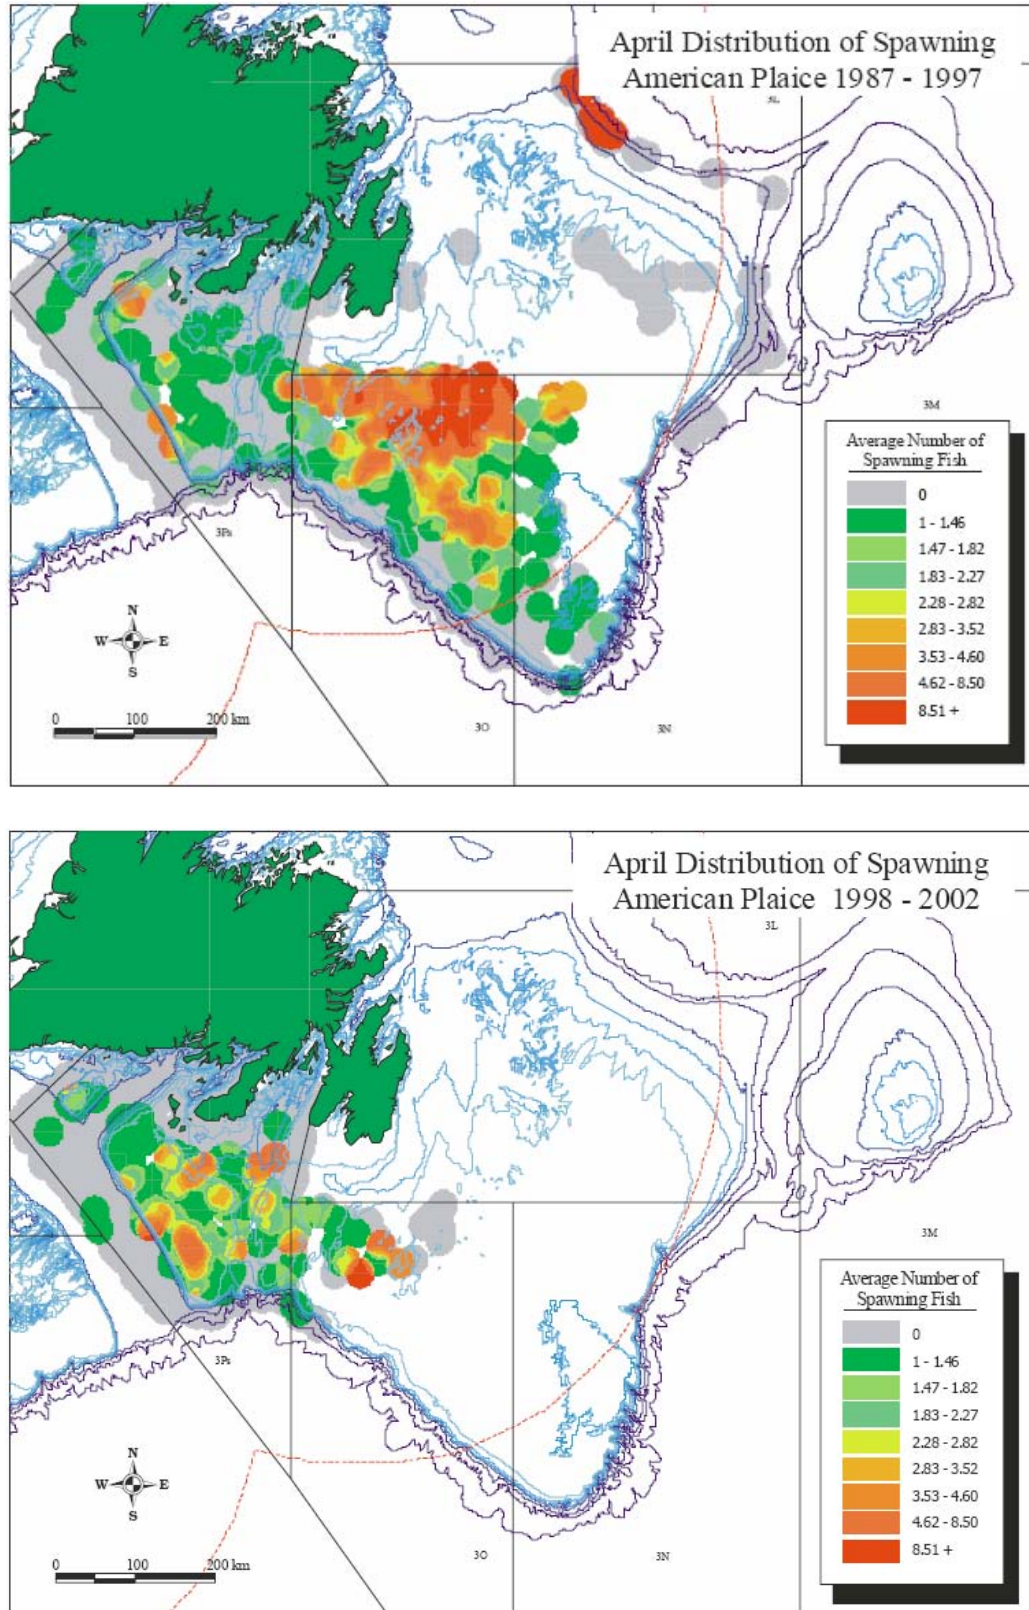 April Distribution of Spawning
American Plaice 1987 - 1997
3L
3M
Average Number of
Spawning Fish
0
1 - 1.46
1.47 - 1.82
1.83 - 2.27
2.28 - 2.82
2.83 - 3.52
3.53 - 4.60
4.62 - 8.50
8.51 +
3Ps
N
W E
S
0 100 200 km
3O
3N
April Distribution of Spawning
American Plaice 1998 - 2002
3L
3M
Average Number of
Spawning Fish
0
1 - 1.46
1.47 - 1.82
1.83 - 2.27
2.28 - 2.82
2.83 - 3.52
3.53 - 4.60
4.62 - 8.50
8.51 +
3Ps
N
W E
S
0 100 200 km
3O
3N